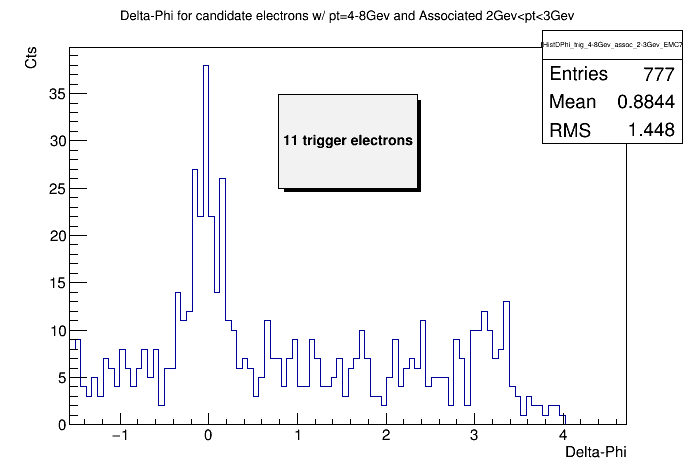 Delta-Phi for candidate electrons w/ pt=4-8Gev and Associated 2Gev<pt<3Gev
HistDPhi_trig_4-8Gev_assoc_2-3Gev_EMC7
Entries 777
Mean 0.8844
RMS 1.448
Cts
35
30
25
20
15
10
5
0
11 trigger electrons
−1 0 1 2 3 4
Delta-Phi